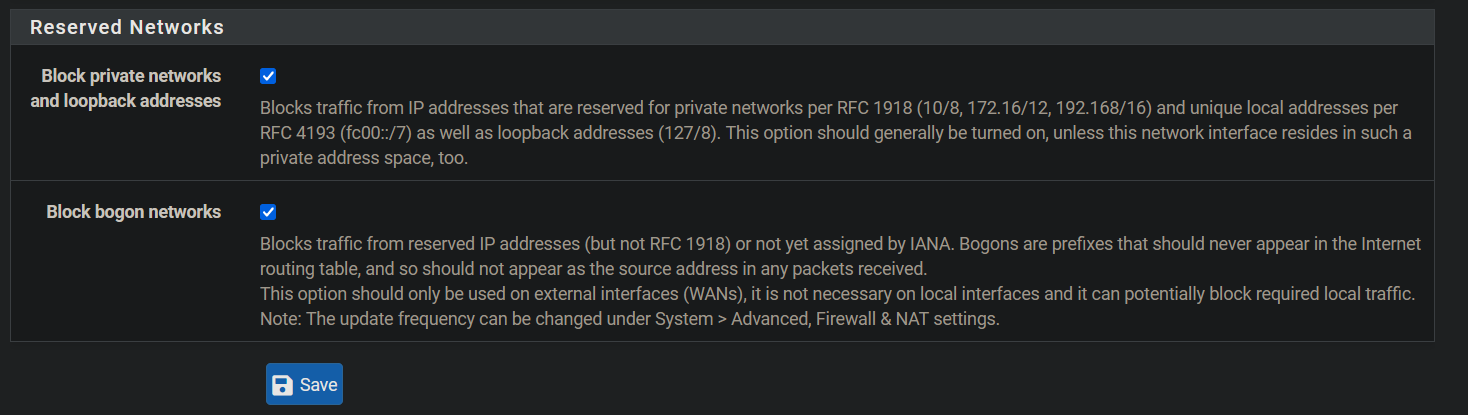 Reserved Networks
Block private networks
and loopback addresses
Blocks traffic from IP addresses that are reserved for private networks per RFC 1918 (10/8, 172.16/12, 192.168/16) and unique local addresses per
RFC 4193 (fc00::/7) as well as loopback addresses (127/8). This option should generally be turned on, unless this network interface resides in such a
private address space, too.
Block bogon networks
Blocks traffic from reserved IP addresses (but not RFC 1918) or not yet assigned by IANA. Bogons are prefixes that should never appear in the Internet
routing table, and so should not appear as the source address in any packets received.
This option should only be used on external interfaces (WANs), it is not necessary on local interfaces and it can potentially block required local traffic.
Note: The update frequency can be changed under System > Advanced, Firewall & NAT settings.
Save